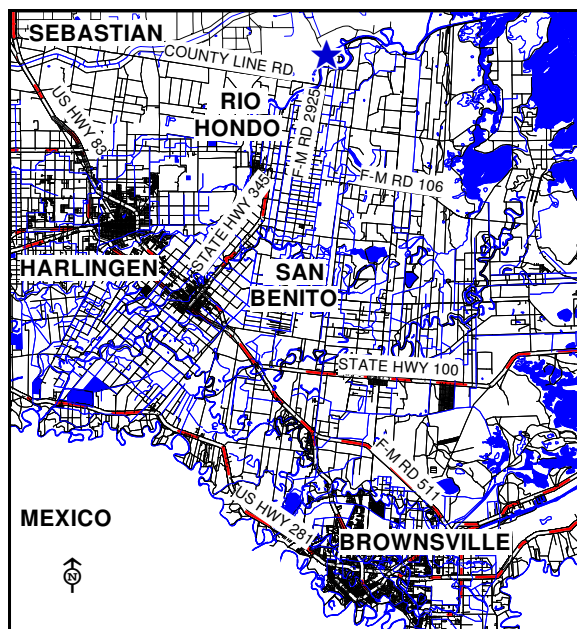 SEBASTIAN
COUNTY LINE RD.
US HWY 83
RIO
HONDO
F-M RD 2925
F-M RD 106
STATE HWY 345
HARLINGEN
SAN
BENITO
STATE HWY 100
F-M RD 511
US HWY 281
MEXICO
BROWNSVILLE
N